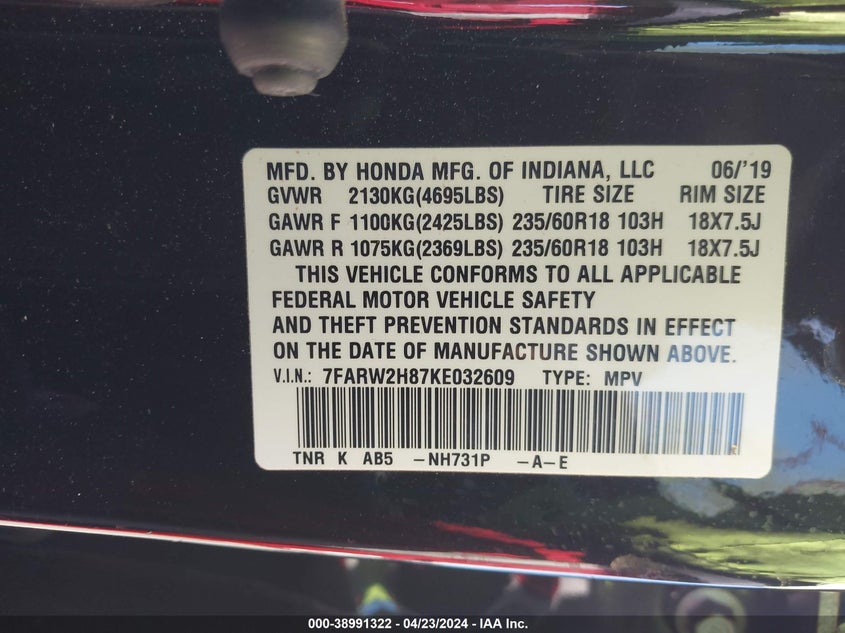 MFD. BY HONDA MFG. OF INDIANA, LLC 06/'19
GVWR 2130KG(4695LBS) TIRE SIZE RIM SIZE
GAWR F 1100KG(2425LBS) 235/60R18 103H 18X7.5J
GAWR R 1075KG(2369LBS) 235/60R18 103H 18X7.5J
THIS VEHICLE CONFORMS TO ALL APPLICABLE
FEDERAL MOTOR VEHICLE SAFETY
AND THEFT PREVENTION STANDARDS IN EFFECT
ON THE DATE OF MANUFACTURE SHOWN ABOVE.
V.I.N.: 7FARW2H87KE032609 TYPE: MPV
TNR K AB5 -NH731P -A-E
000-38991322 / 04/23/2024 - IAA Inc.